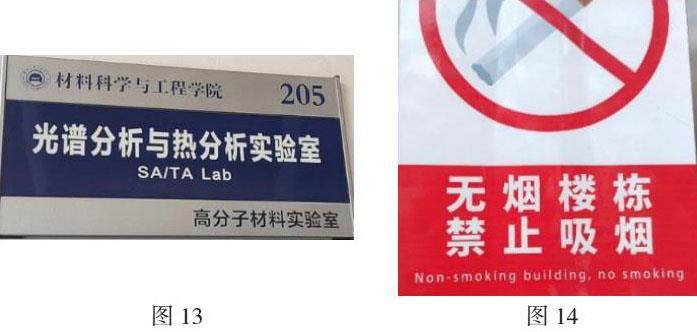 材料科学与工程学院
205
光谱分析与热分析实验室
SA/TA Lab
高分子材料实验室
无烟楼栋
禁止吸烟
Non-smoking building, no smoking
图 13
图 14